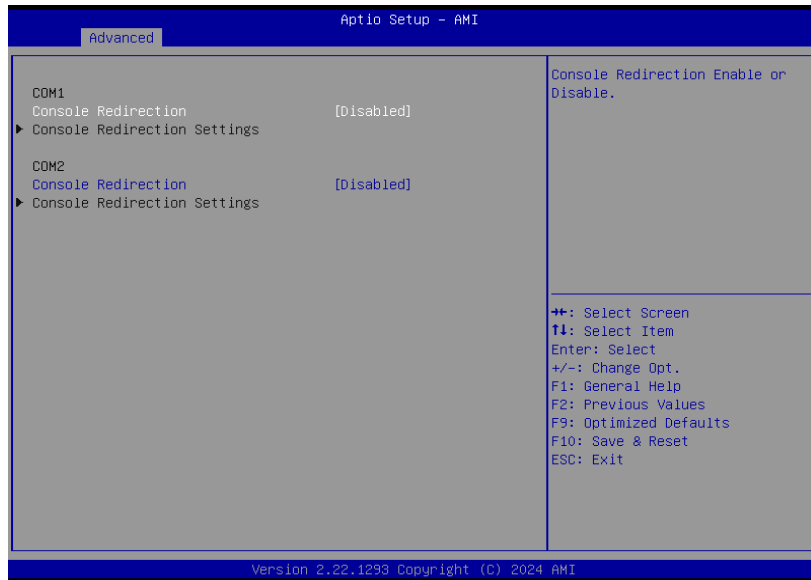 Aptio Setup - AMI
Advanced
COM1
Console Redirection [Disabled]
Console Redirection Settings
COM2
Console Redirection [Disabled]
Console Redirection Settings
Console Redirection Enable or
Disable.
→←: Select Screen
↑↓: Select Item
Enter: Select
+/-: Change Opt.
F1: General Help
F2: Previous Values
F9: Optimized Defaults
F10: Save & Reset
ESC: Exit
Version 2.22.1293 Copyright (C) 2024 AMI